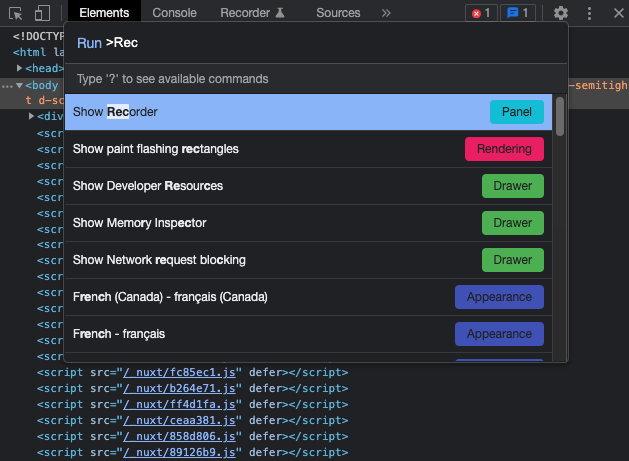 Elements Console Recorder Sources 1 1
<!DOCTYP
Run >Rec
<html la
<head>
Type '?' to see available commands
<body -semitigh
t d-sc
Show Recorder Panel
<div
Show paint flashing rectangles Rendering
<scr
Show Developer Resources Drawer
<scr
<scr
Show Memory Inspector Drawer
<scr
<scr
Show Network request blocking Drawer
<scr
<scr
French (Canada) - français (Canada) Appearance
<scr
<scr
French - français Appearance
<scr
<scr
<scr
<scr
<scr
<scr
<script src="/_nuxt/fc85ec1.js" defer></script>
<script src="/_nuxt/b264e71.js" defer></script>
<script src="/_nuxt/ff4d1fa.js" defer></script>
<script src="/_nuxt/ceaa381.js" defer></script>
<script src="/_nuxt/858d806.js" defer></script>
<script src="/_nuxt/89126b9.js" defer></script>